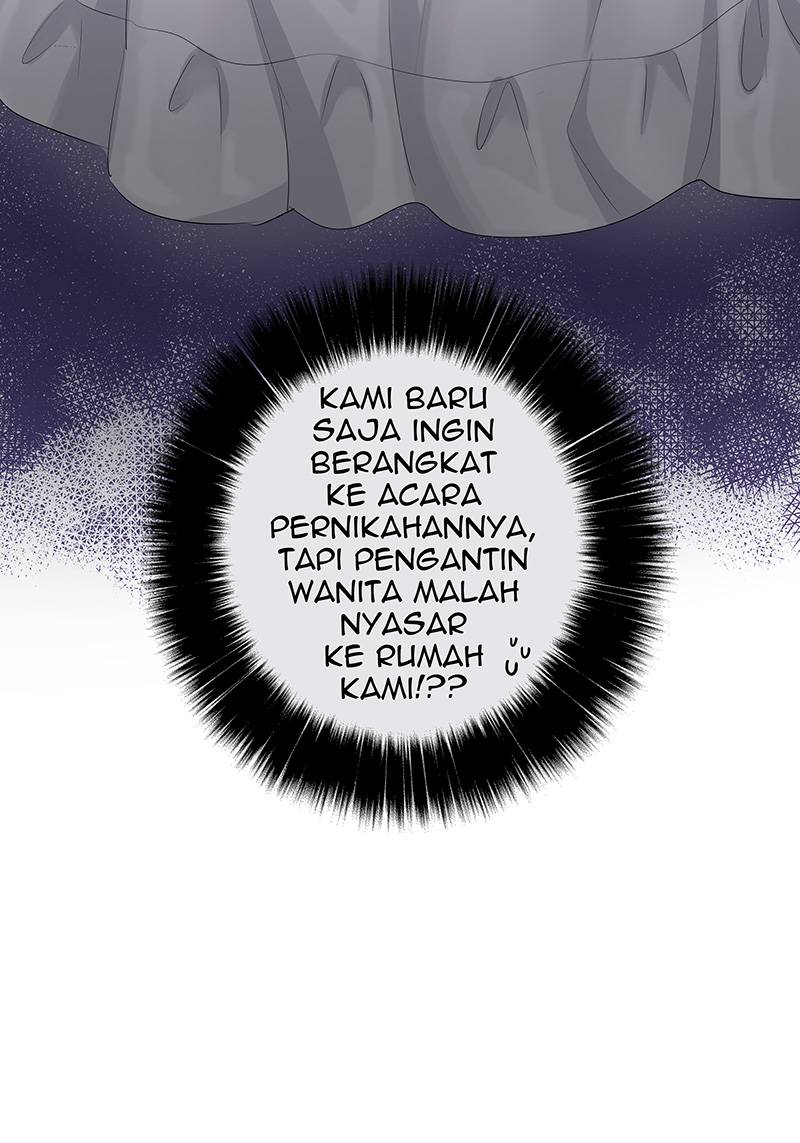 KAMI BARU
SAJA INGIN
BERANGKAT
KE ACARA
PERNIKAHANNYA,
TAPI PENGANTIN
WANITA MALAH
NYASAR
KE RUMAH
KAMI!??